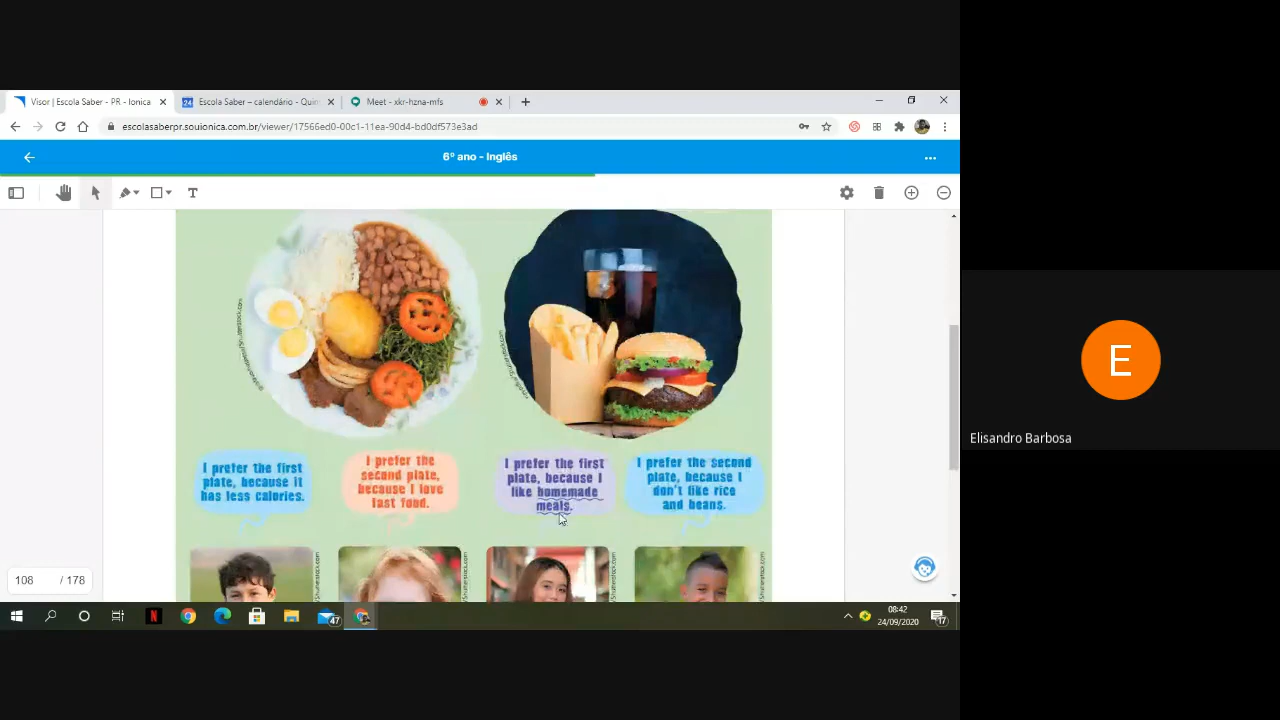 Visor | Escola Saber - PR - Ionica
Escola Saber – calendário - Quin
Meet - xkr-hzna-mfs
escolasaberpr.souionica.com.br/viewer/17566ed0-00c1-11ea-90d4-bd0df573e3ad
6º ano - Inglês
T
I prefer the first
plate, because it
has less calories.
I prefer the
second plate,
because I love
fast food.
I prefer the first
plate, because I
like homemade
meals.
I prefer the second
plate, because I
don't like rice
and beans.
108 / 178
E
Elisandro Barbosa
47
08:42
24/09/2020
17